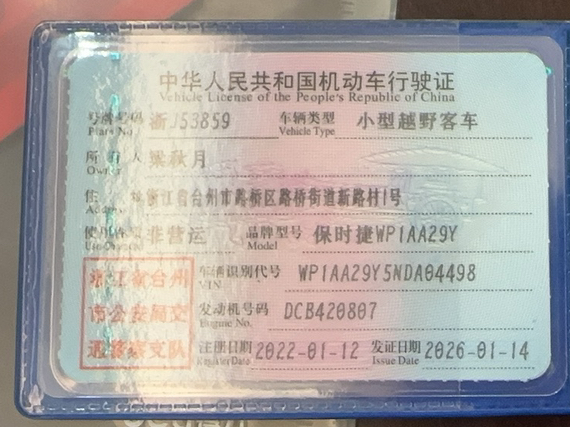 中华人民共和国机动车行驶证
Vehicle License of the People's Republic of China
号牌号码 浙J53859 车辆类型 小型越野客车
Plate No. Vehicle Type
所有人 梁秋月
Owner
住址 浙江省台州市路桥区路桥街道新路村1号
Address
使用性质 非营运 品牌型号 保时捷WP1AA29Y
Use Character Model
浙江省台州 车辆识别代号 WP1AA29Y5NDA04498
VIN
市公安局交 发动机号码 DCB420807
Engine No.
通警察支队 注册日期 2022-01-12 发证日期 2026-01-14
Register Date Issue Date